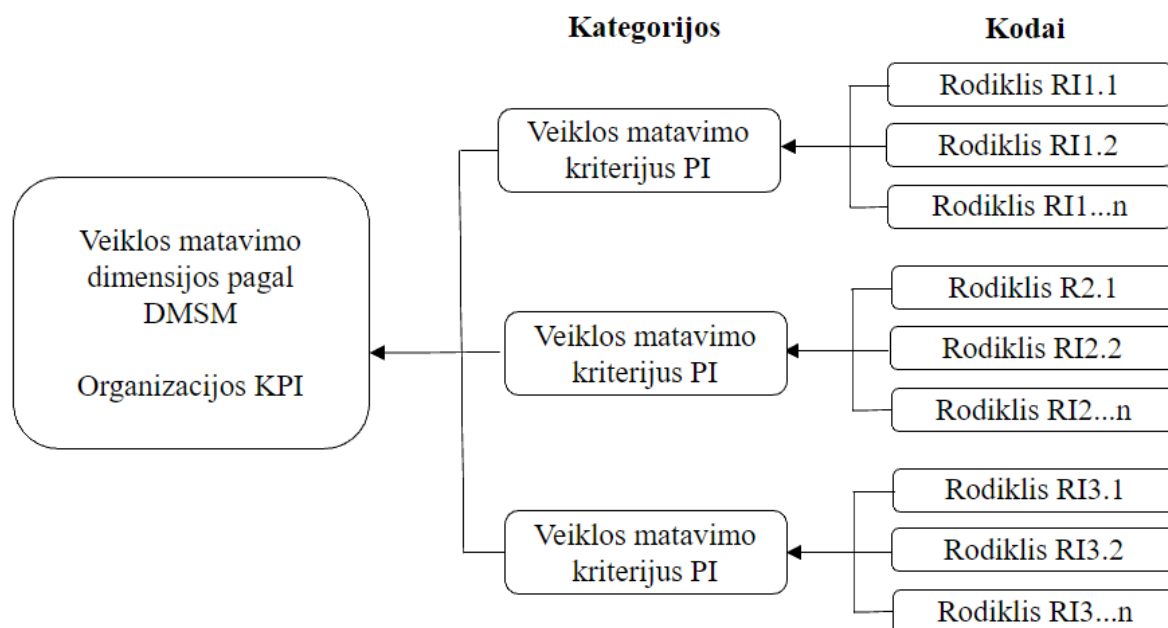 Kategorijos
Kodai
Veiklos matavimo
dimensijos pagal
DMSM
Organizacijos KPI
Veiklos matavimo
kriterijus PI
Rodiklis RI1.1
Rodiklis RI1.2
Rodiklis RI1...n
Veiklos matavimo
kriterijus PI
Rodiklis R2.1
Rodiklis RI2.2
Rodiklis RI2...n
Veiklos matavimo
kriterijus PI
Rodiklis RI3.1
Rodiklis RI3.2
Rodiklis RI3...n